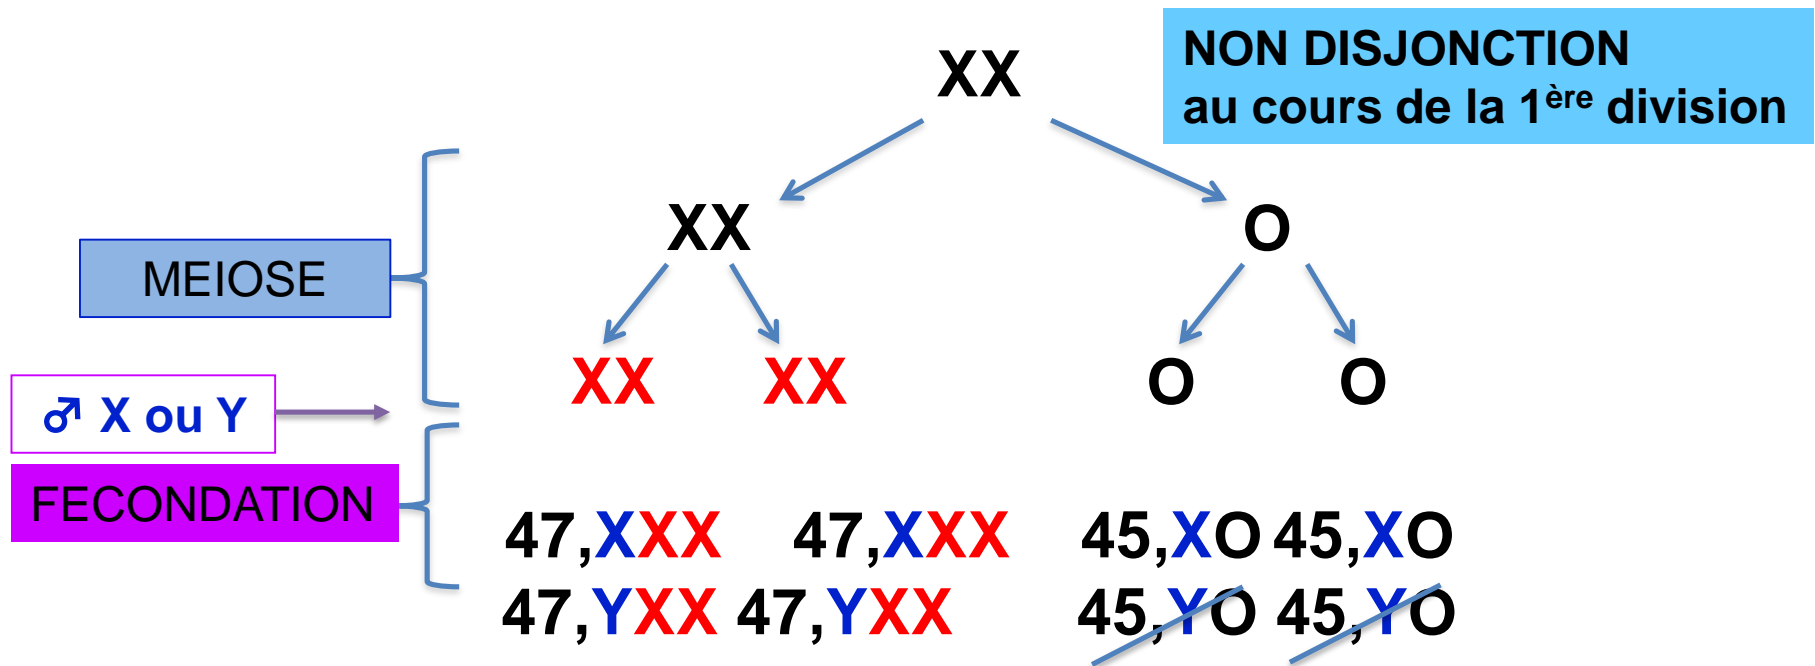 NON DISJONCTION
au cours de la 1ère division
XX
XX O
MEIOSE
XX XX O O
♂ X ou Y
FECONDATION
47,XXX 47,XXX 45,XO 45,XO
47,YXX 47,YXX 45,YO 45,YO